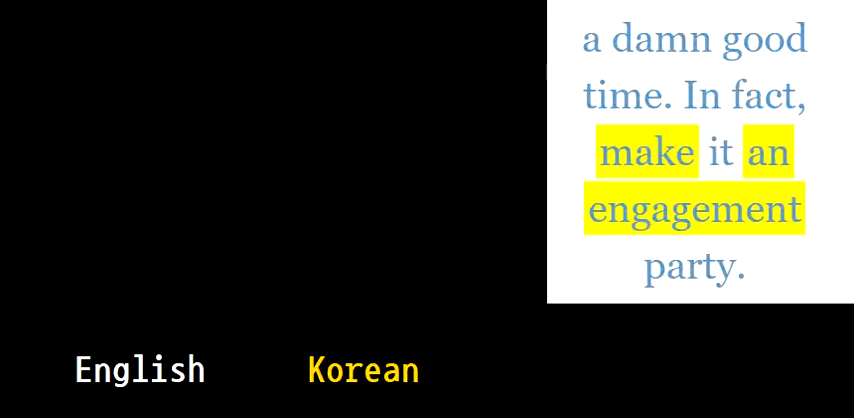 a damn good
time. In fact,
make it an
engagement
party.
English Korean